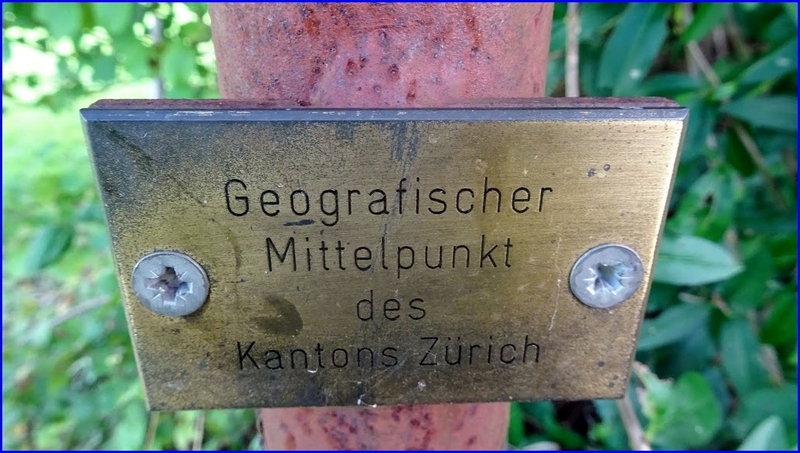 Geografischer
Mittelpunkt
des
Kantons Zürich